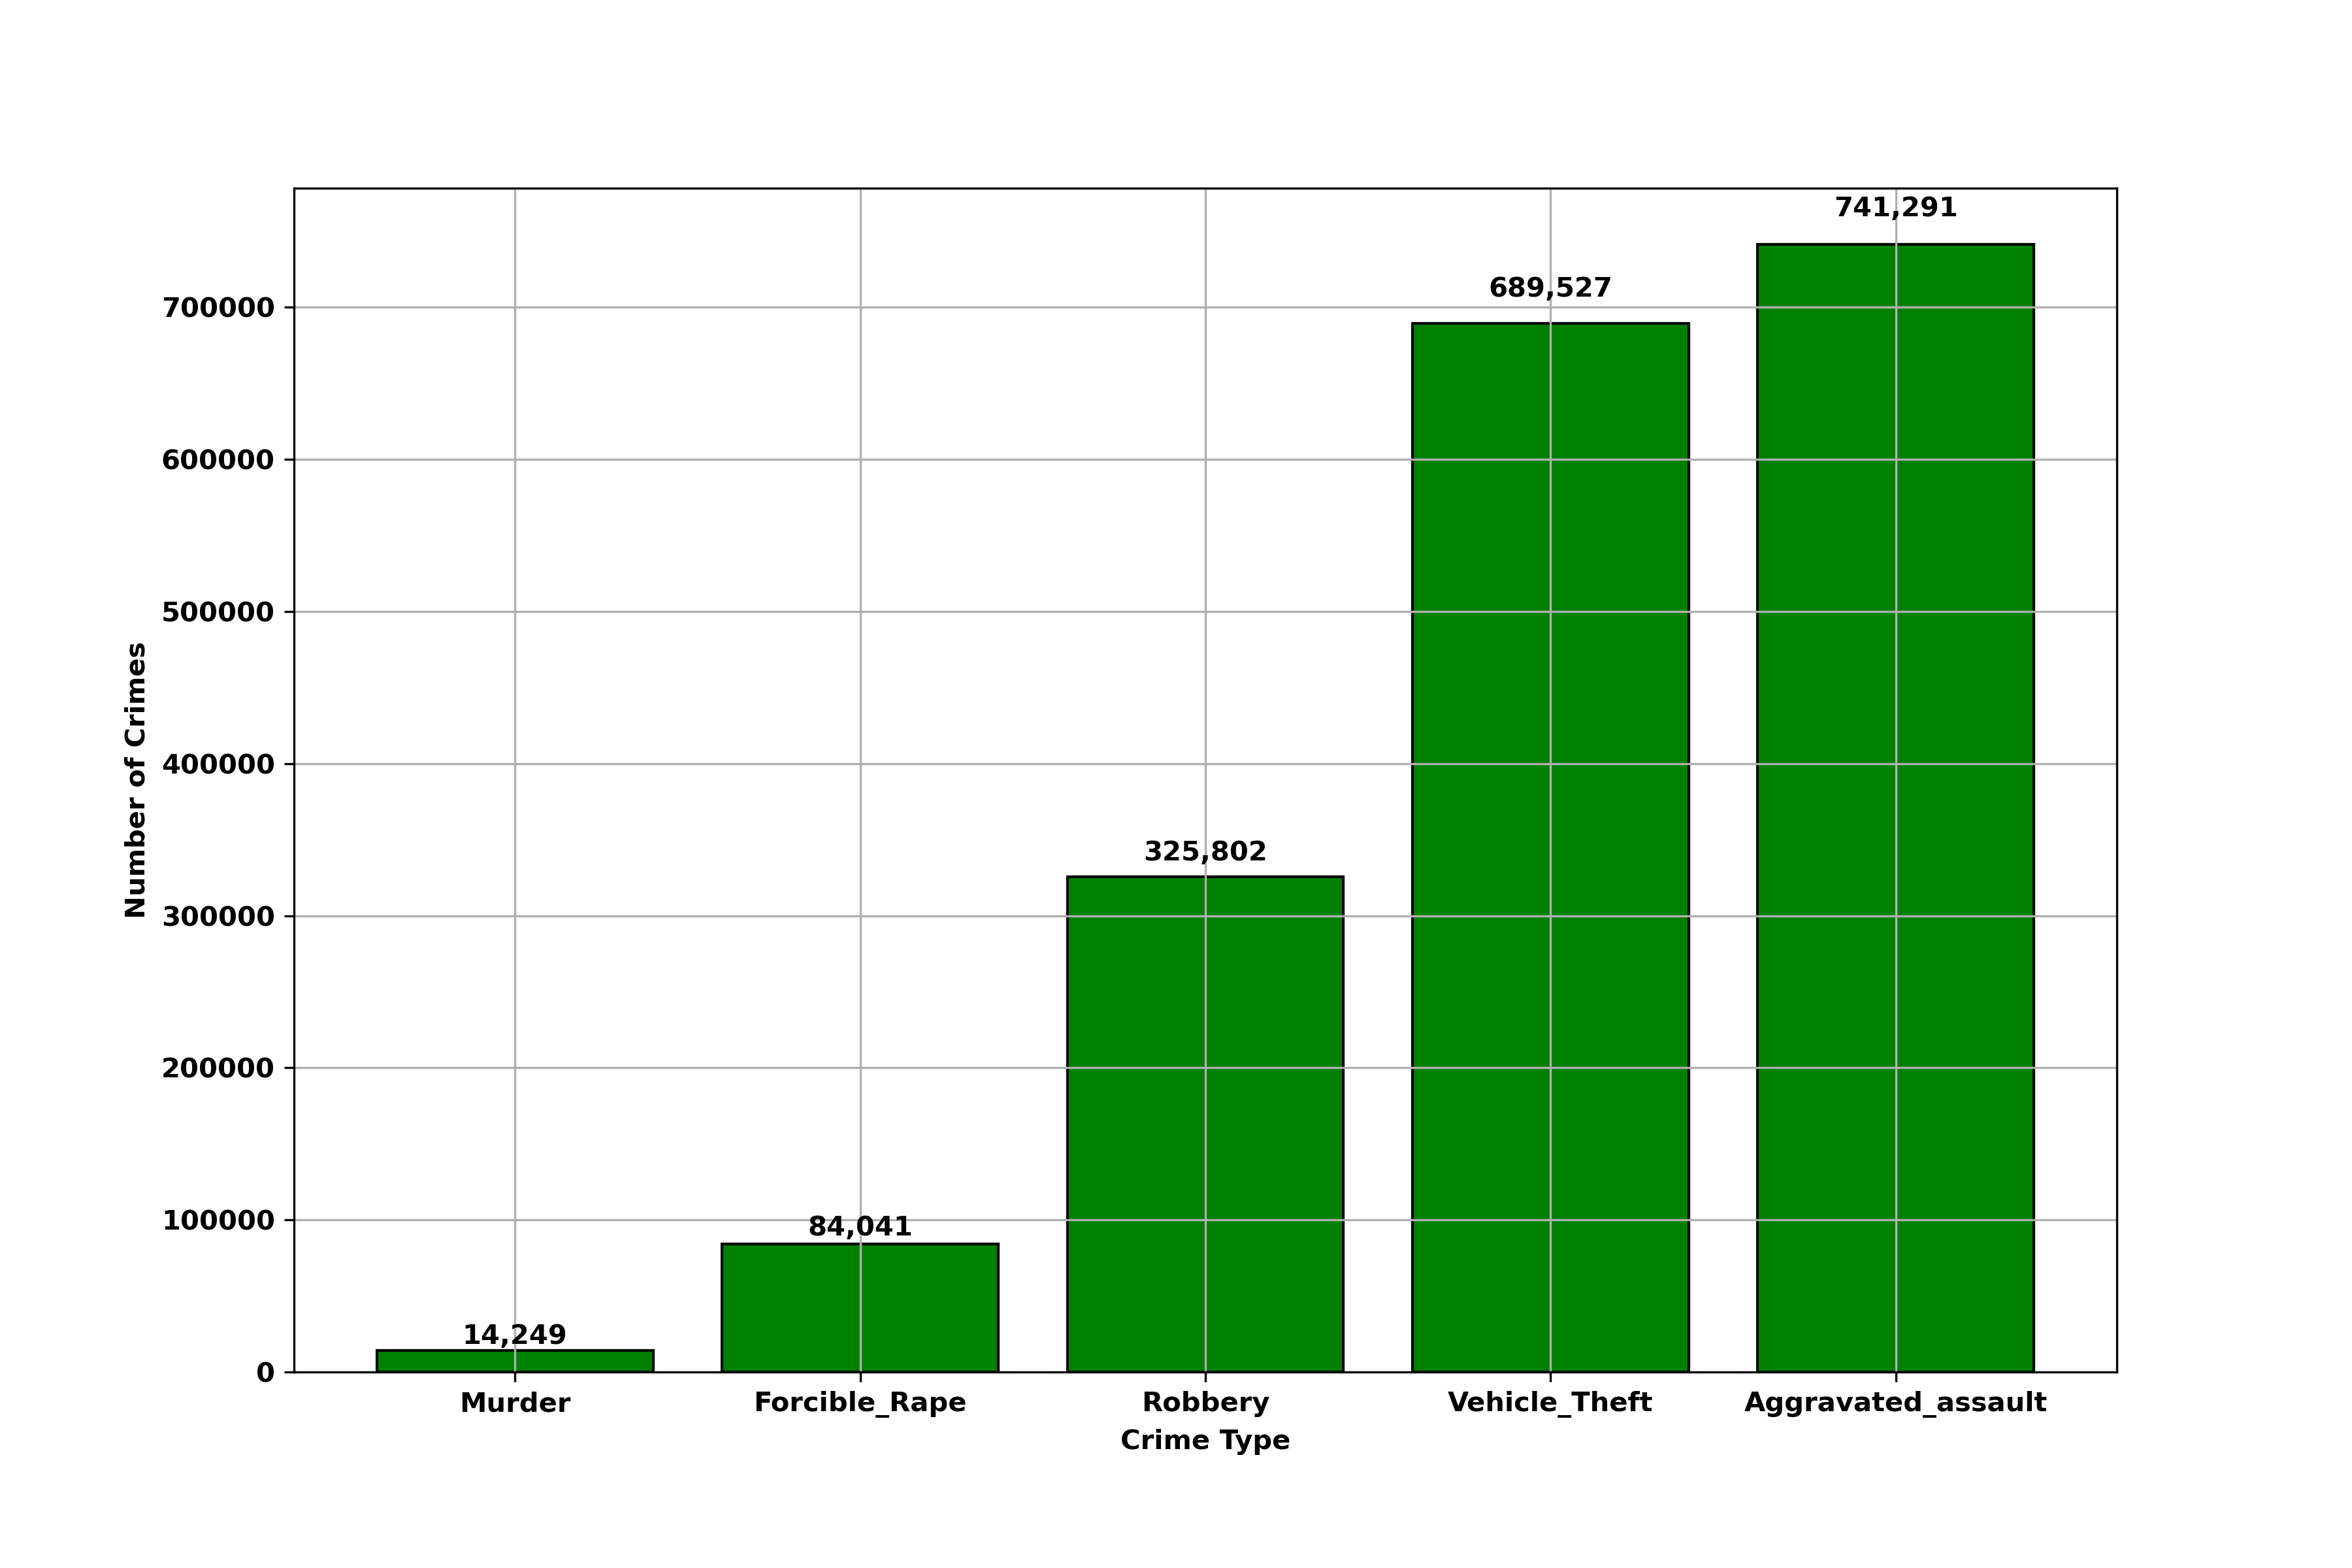 741,291
689,527
700000
600000
500000
400000
325,802
300000
200000
100000
84,041
14,249
0
Number of Crimes
Murder
Forcible_Rape
Robbery
Vehicle_Theft
Aggravated_assault
Crime Type